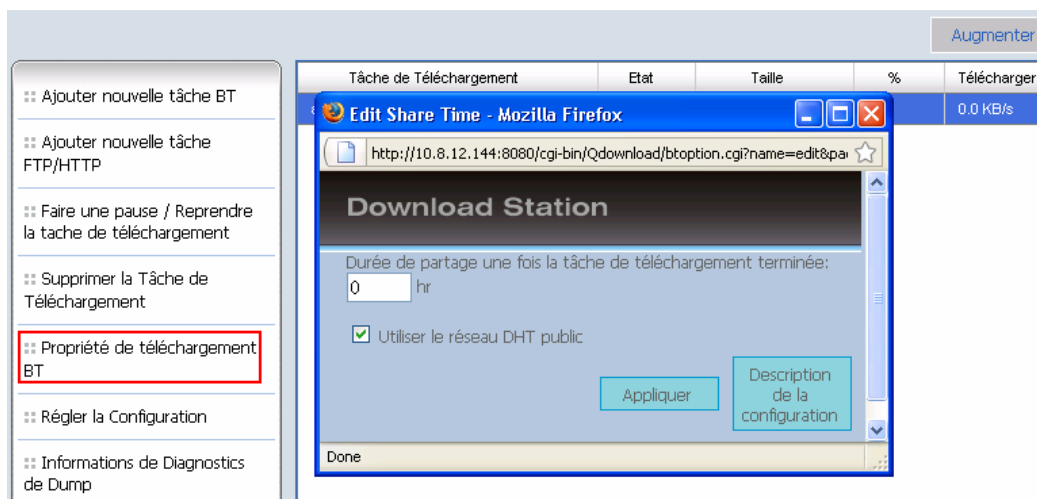 Augmenter
:: Ajouter nouvelle tâche BT
:: Ajouter nouvelle tâche
FTP/HTTP
:: Faire une pause / Reprendre
la tache de téléchargement
:: Supprimer la Tâche de
Téléchargement
:: Propriété de téléchargement
BT
:: Régler la Configuration
:: Informations de Diagnostics
de Dump
Tâche de Téléchargement Etat Taille % Télécharger
0.0 KB/s
Edit Share Time - Mozilla Firefox
http://10.8.12.144:8080/cgi-bin/Qdownload/btoption.cgi?name=edit&pa
Download Station
Durée de partage une fois la tâche de téléchargement terminée:
0 hr
Utiliser le réseau DHT public
Appliquer
Description
de la
configuration
Done